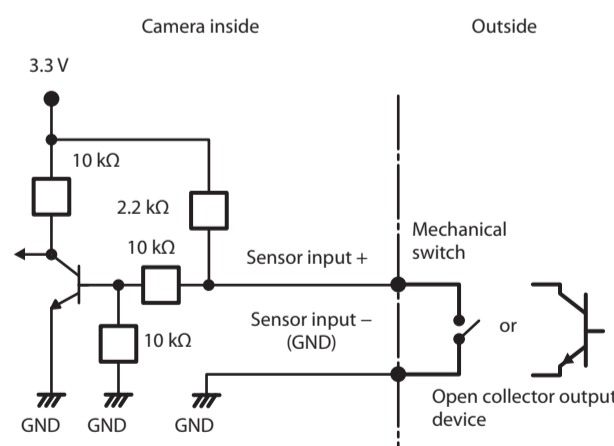 Camera inside
Outside
3.3 V
10 kΩ
2.2 kΩ
10 kΩ
Sensor input +
Mechanical
switch
Sensor input −
(GND)
or
10 kΩ
Open collector output
device
GND
GND
GND